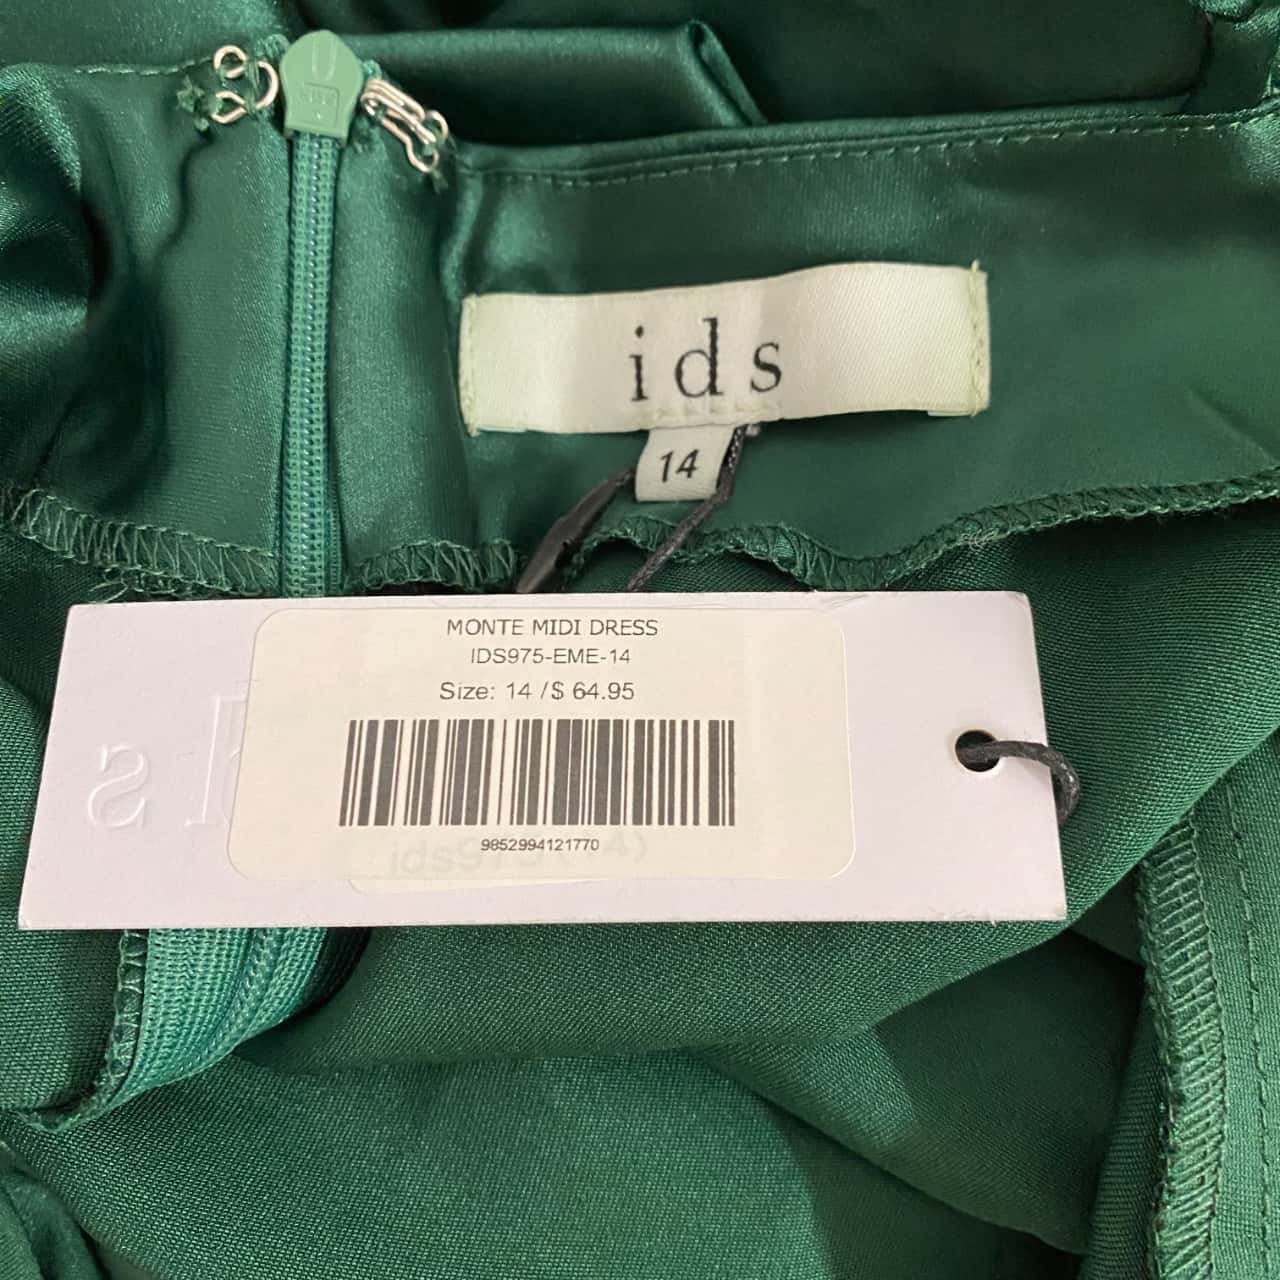 ids
14
MONTE MIDI DRESS
IDS975-EME-14
Size: 14 /$ 64.95
9852994121770